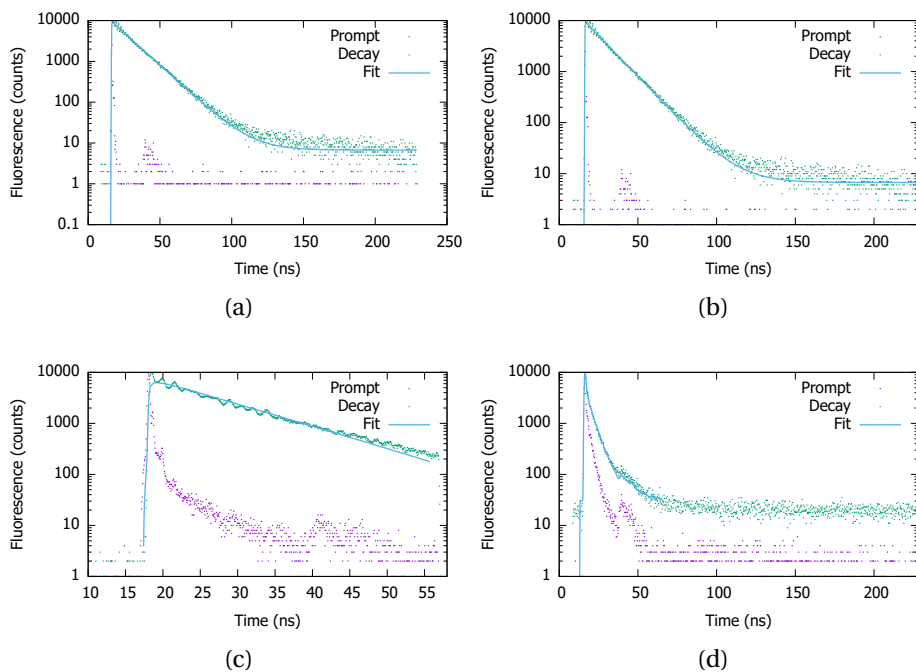 10000
1000
100
10
1
0.1
Fluorescence (counts)
Prompt
Decay
Fit
0 50 100 150 200 250
Time (ns)
(a)
10000
1000
100
10
1
Fluorescence (counts)
Prompt
Decay
Fit
0 50 100 150 200
Time (ns)
(b)
10000
1000
100
10
1
Fluorescence (counts)
Prompt
Decay
Fit
10 15 20 25 30 35 40 45 50 55
Time (ns)
(c)
10000
1000
100
10
1
Fluorescence (counts)
Prompt
Decay
Fit
0 50 100 150 200
Time (ns)
(d)